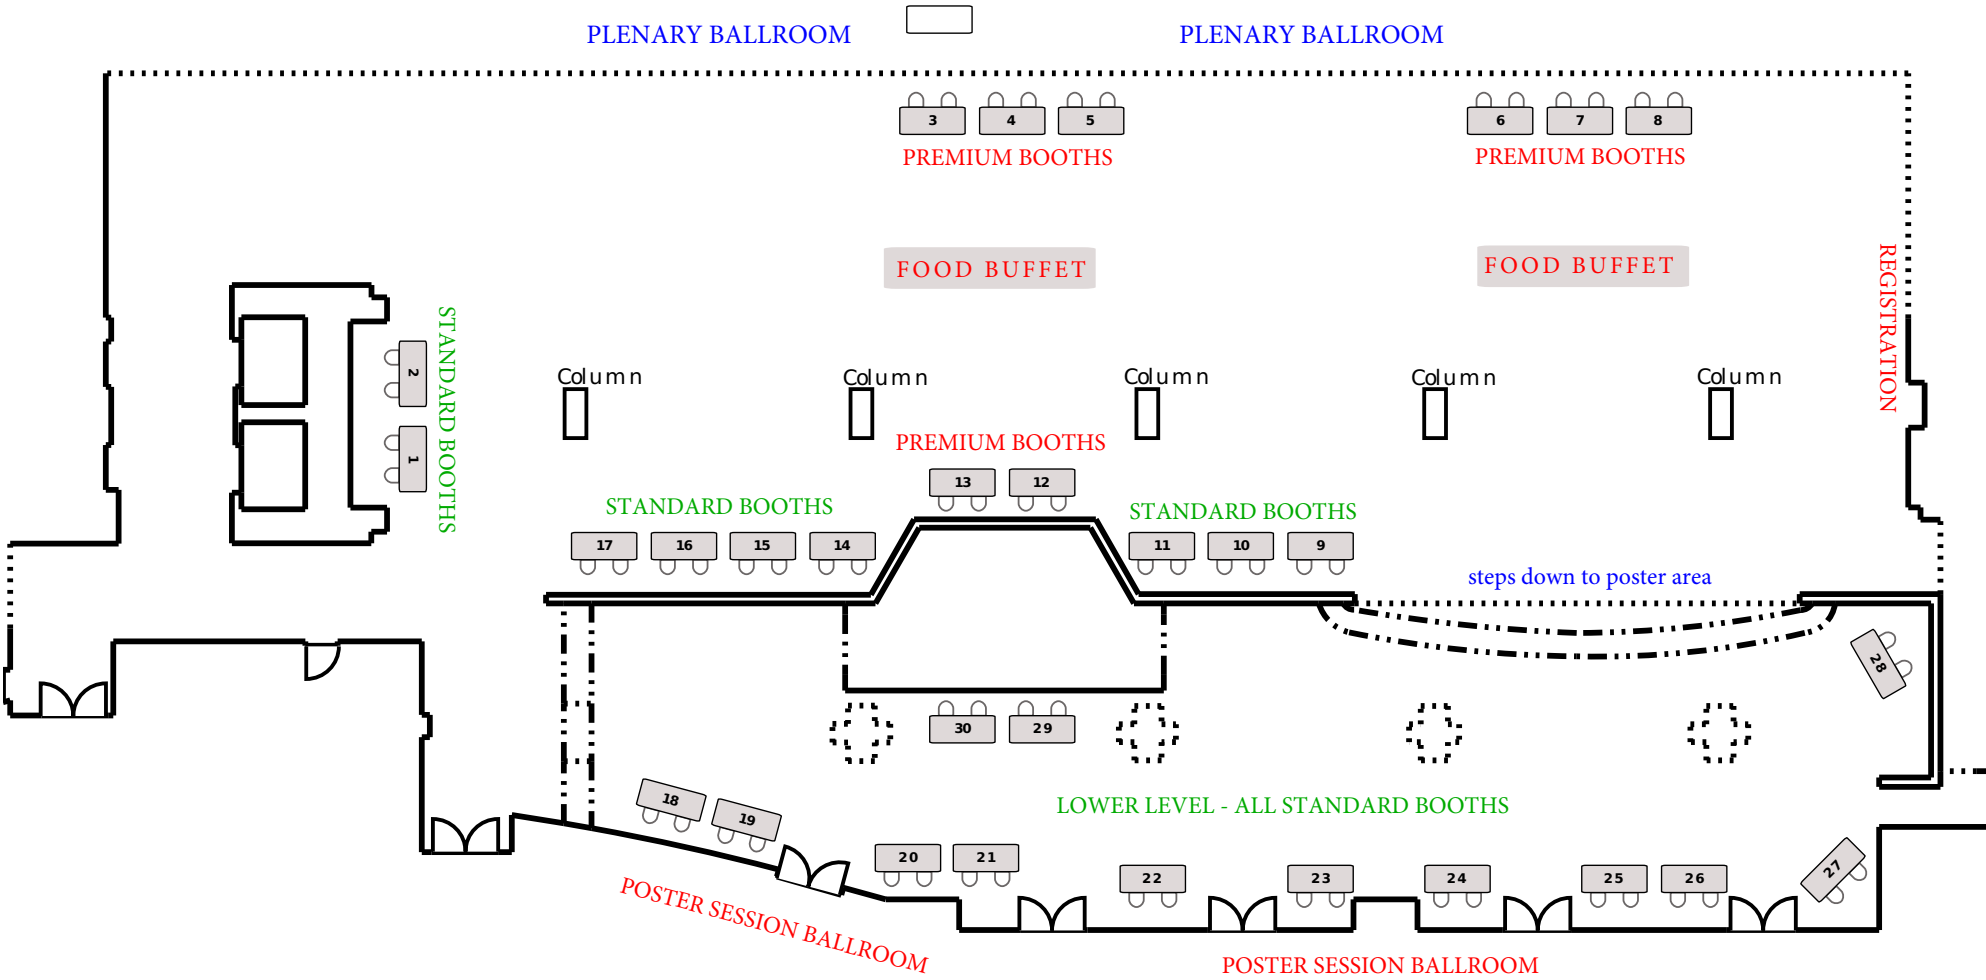 PLENARY BALLROOM
PLENARY BALLROOM
3 4 5
6 7 8
PREMIUM BOOTHS
PREMIUM BOOTHS
FOOD BUFFET
FOOD BUFFET
REGISTRATION
STANDARD BOOTHS
2
1
Column
Column
Column
Column
Column
PREMIUM BOOTHS
13 12
STANDARD BOOTHS
STANDARD BOOTHS
17 16 15 14
11 10 9
steps down to poster area
28
30 29
18
19
LOWER LEVEL - ALL STANDARD BOOTHS
20 21
22
23
24
25
26
27
POSTER SESSION BALLROOM
POSTER SESSION BALLROOM